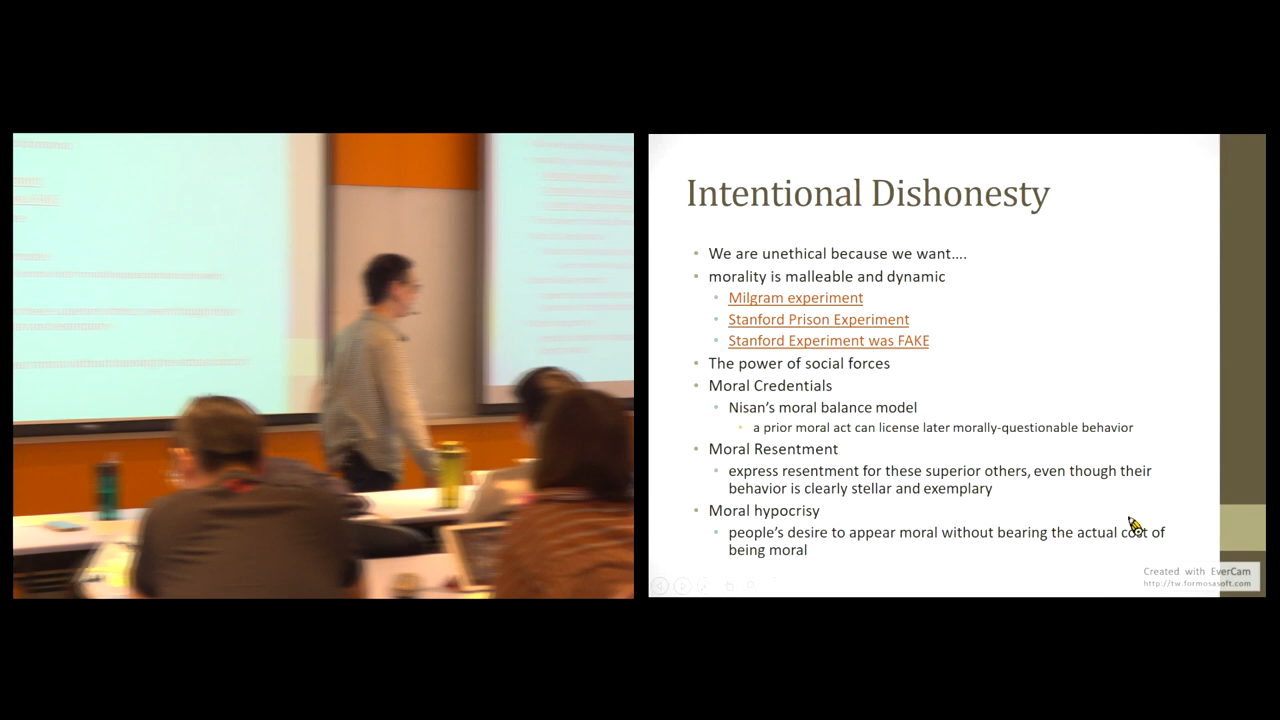 Intentional Dishonesty
• We are unethical because we want....
• morality is malleable and dynamic
• Milgram experiment
• Stanford Prison Experiment
• Stanford Experiment was FAKE
• The power of social forces
• Moral Credentials
• Nisan's moral balance model
• a prior moral act can license later morally-questionable behavior
• Moral Resentment
• express resentment for these superior others, even though their
behavior is clearly stellar and exemplary
• Moral hypocrisy
• people's desire to appear moral without bearing the actual cost of
being moral
Created with EverCam
http://tw.formosasoft.com